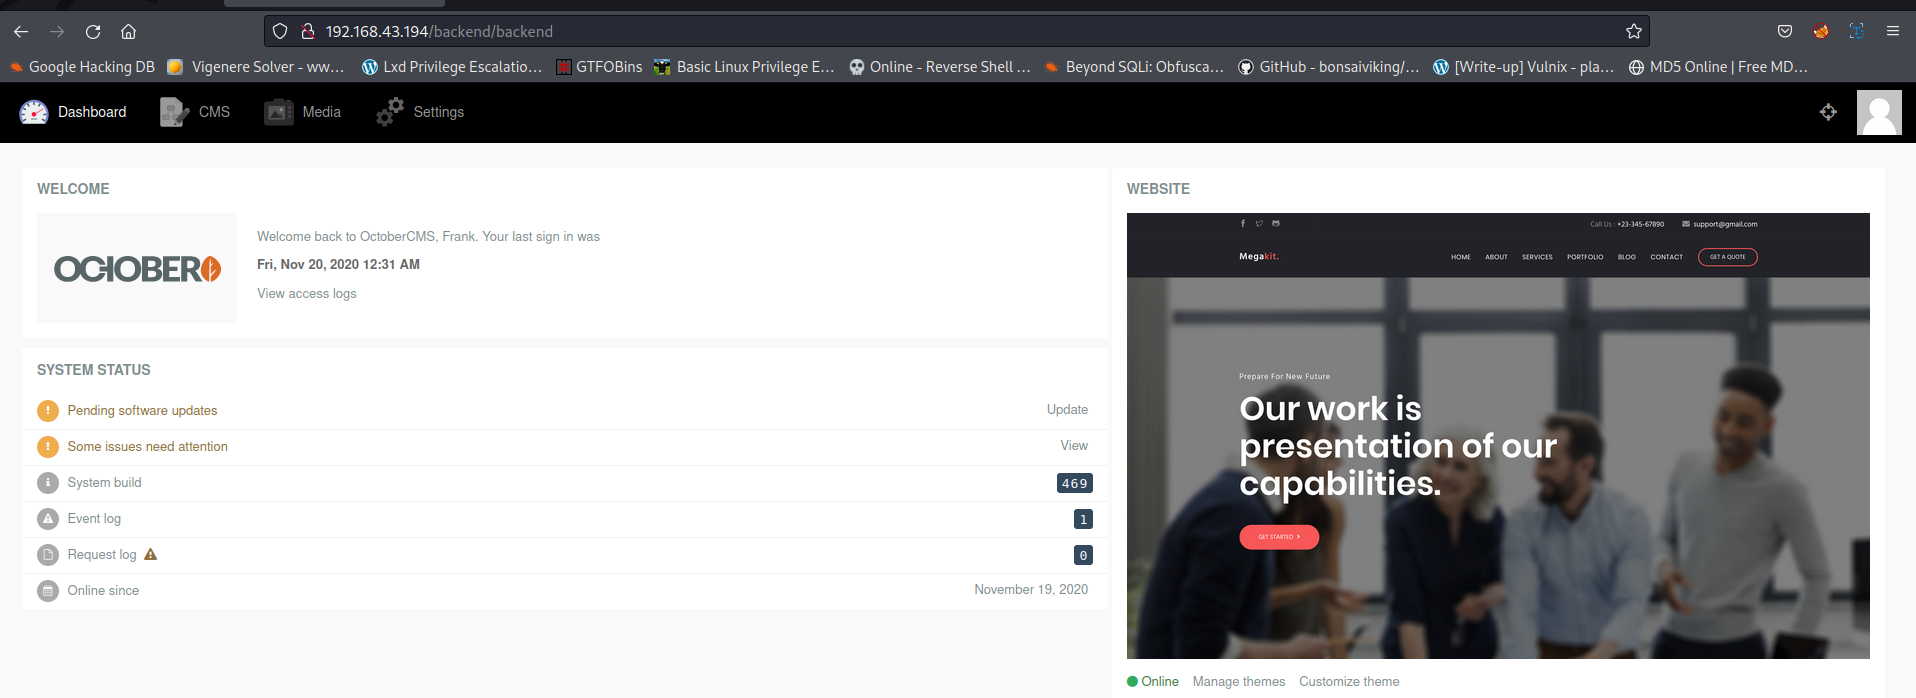 192.168.43.194/backend/backend
Google Hacking DB
Vigenere Solver - ww…
Lxd Privilege Escalatio…
GTFOBins
Basic Linux Privilege E…
Online - Reverse Shell …
Beyond SQLi: Obfusca…
GitHub - bonsaiviking/…
[Write-up] Vulnix - pla…
MD5 Online | Free MD…
Dashboard
CMS
Media
Settings
WELCOME
OCTOBER
Welcome back to OctoberCMS, Frank. Your last sign in was
Fri, Nov 20, 2020 12:31 AM
View access logs
SYSTEM STATUS
Pending software updates
Update
Some issues need attention
View
System build
469
Event log
1
Request log
0
Online since
November 19, 2020
WEBSITE
Call Us : +23-345-67890
support@gmail.com
Megakit.
HOME
ABOUT
SERVICES
PORTFOLIO
BLOG
CONTACT
GET A QUOTE
Prepare For New Future
Our work is
presentation of our
capabilities.
GET STARTED
Online
Manage themes
Customize theme